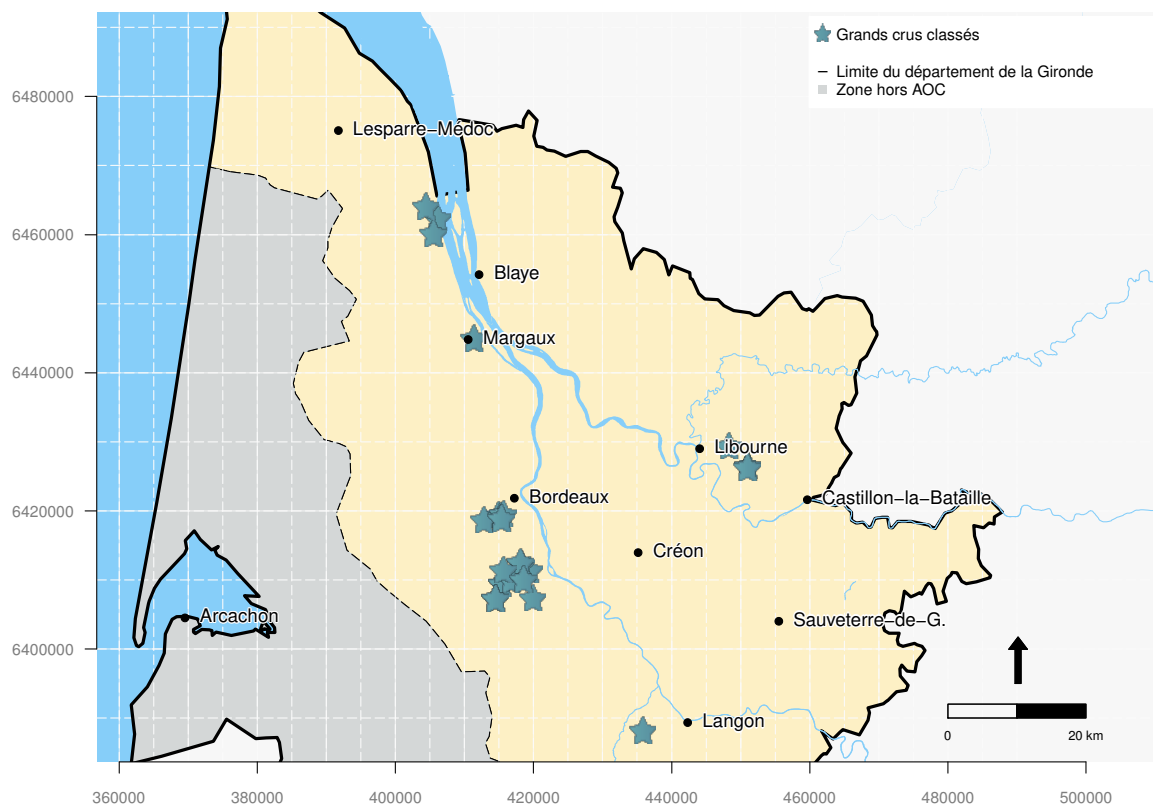 Grands crus classés
Limite du département de la Gironde
Zone hors AOC
6480000
Lesparre−Médoc
6460000
Blaye
Margaux
6440000
Libourne
Bordeaux
Castillon−la−Bataille
6420000
Créon
Arcachon
Sauveterre−de−G.
6400000
Langon
0 20 km
360000 380000 400000 420000 440000 460000 480000 500000